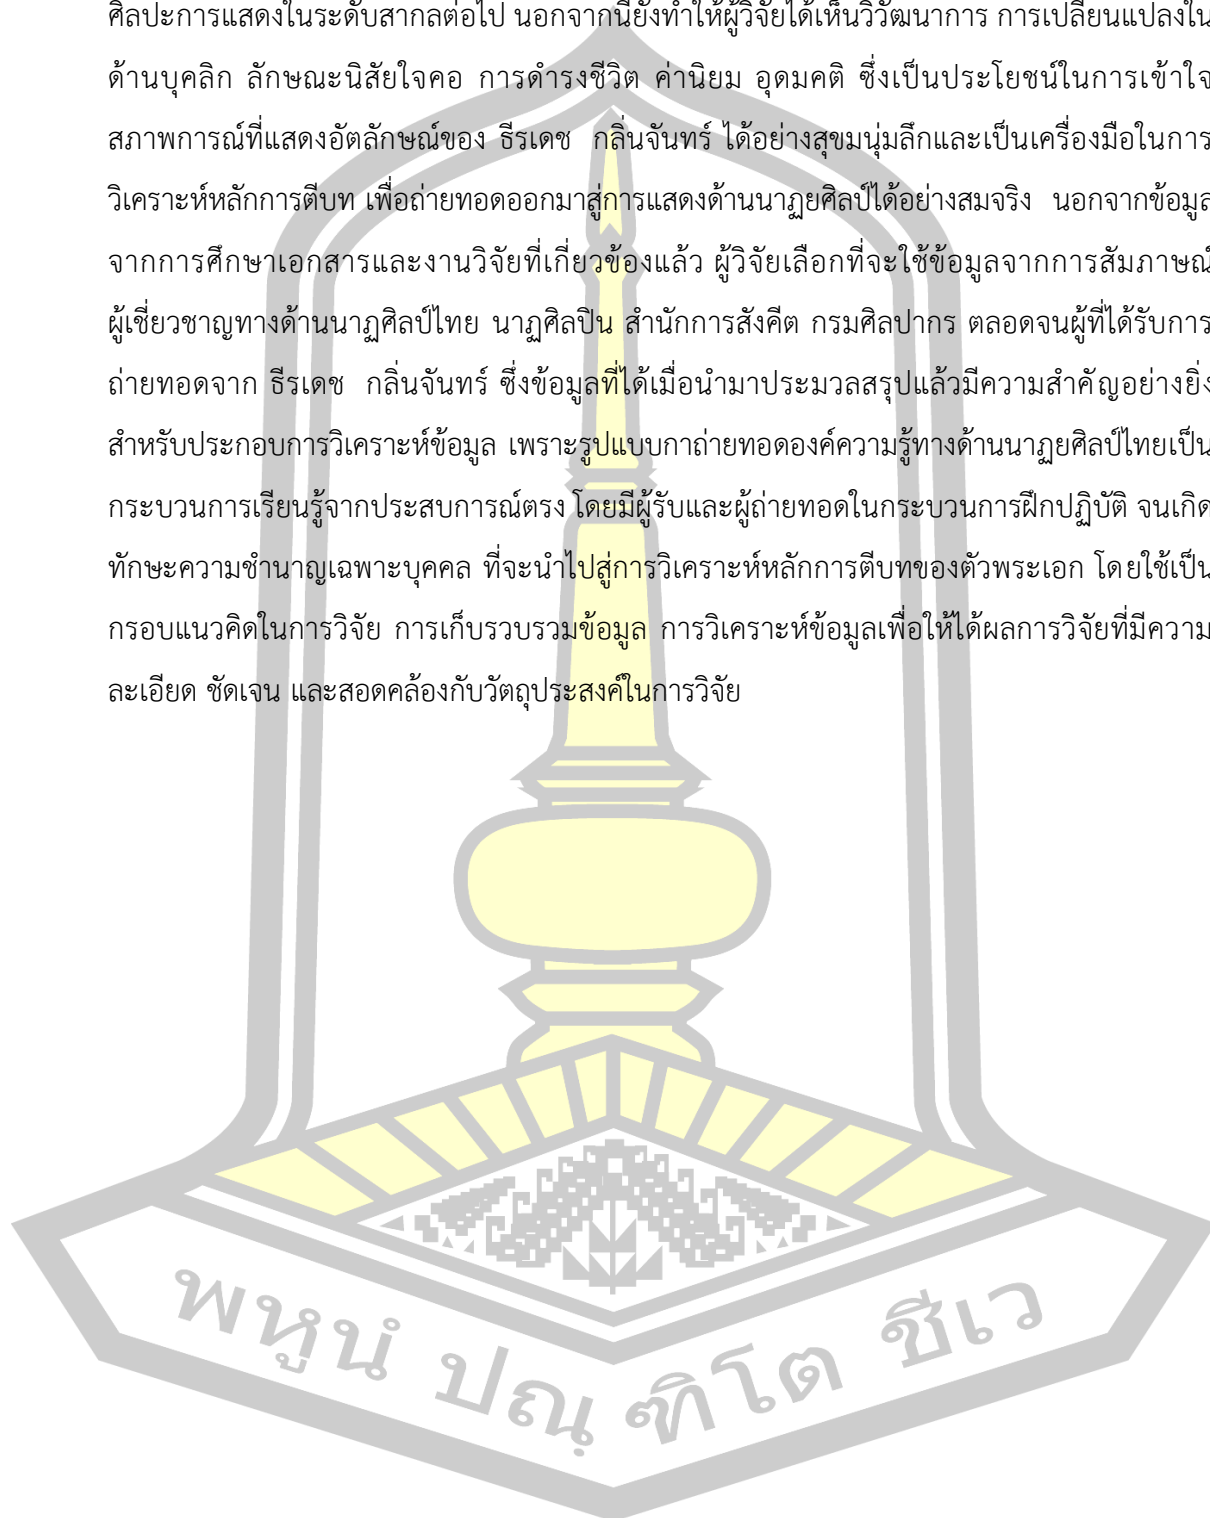 ศิลปะการแสดงในระดับสากลต่อไป นอกจากนี้ยังทำให้ผู้วิจัยได้เห็นวิวัฒนาการ การเปลี่ยนแปลงใน
ด้านบุคลิก ลักษณะนิสัยใจคอ การดำรงชีวิต ค่านิยม อุดมคติ ซึ่งเป็นประโยชน์ในการเข้าใจ
สภาพการณ์ที่แสดงอัตลักษณ์ของ ธีรเดช กลิ่นจันทร์ ได้อย่างสุขมนุ่มลึกและเป็นเครื่องมือในการ
วิเคราะห์หลักการตีบท เพื่อถ่ายทอดออกมาสู่การแสดงด้านนาฏยศิลป์ได้อย่างสมจริง นอกจากข้อมูล
จากการศึกษาเอกสารและงานวิจัยที่เกี่ยวข้องแล้ว ผู้วิจัยเลือกที่จะใช้ข้อมูลจากการสัมภาษณ์
ผู้เชี่ยวชาญทางด้านนาฏศิลป์ไทย นาฏศิลปิน สำนักการสังคีต กรมศิลปากร ตลอดจนผู้ที่ได้รับการ
ถ่ายทอดจาก ธีรเดช กลิ่นจันทร์ ซึ่งข้อมูลที่ได้เมื่อนำมาประมวลสรุปแล้วมีความสำคัญอย่างยิ่ง
สำหรับประกอบการวิเคราะห์ข้อมูล เพราะรูปแบบกาถ่ายทอดองค์ความรู้ทางด้านนาฏยศิลป์ไทยเป็น
กระบวนการเรียนรู้จากประสบการณ์ตรง โดยมีผู้รับและผู้ถ่ายทอดในกระบวนการฝึกปฏิบัติ จนเกิด
ทักษะความชำนาญเฉพาะบุคคล ที่จะนำไปสู่การวิเคราะห์หลักการตีบทของตัวพระเอก โดยใช้เป็น
กรอบแนวคิดในการวิจัย การเก็บรวบรวมข้อมูล การวิเคราะห์ข้อมูลเพื่อให้ได้ผลการวิจัยที่มีความ
ละเอียด ชัดเจน และสอดคล้องกับวัตถุประสงค์ในการวิจัย
พหูนํ ปณฺฑิโต ชีเว